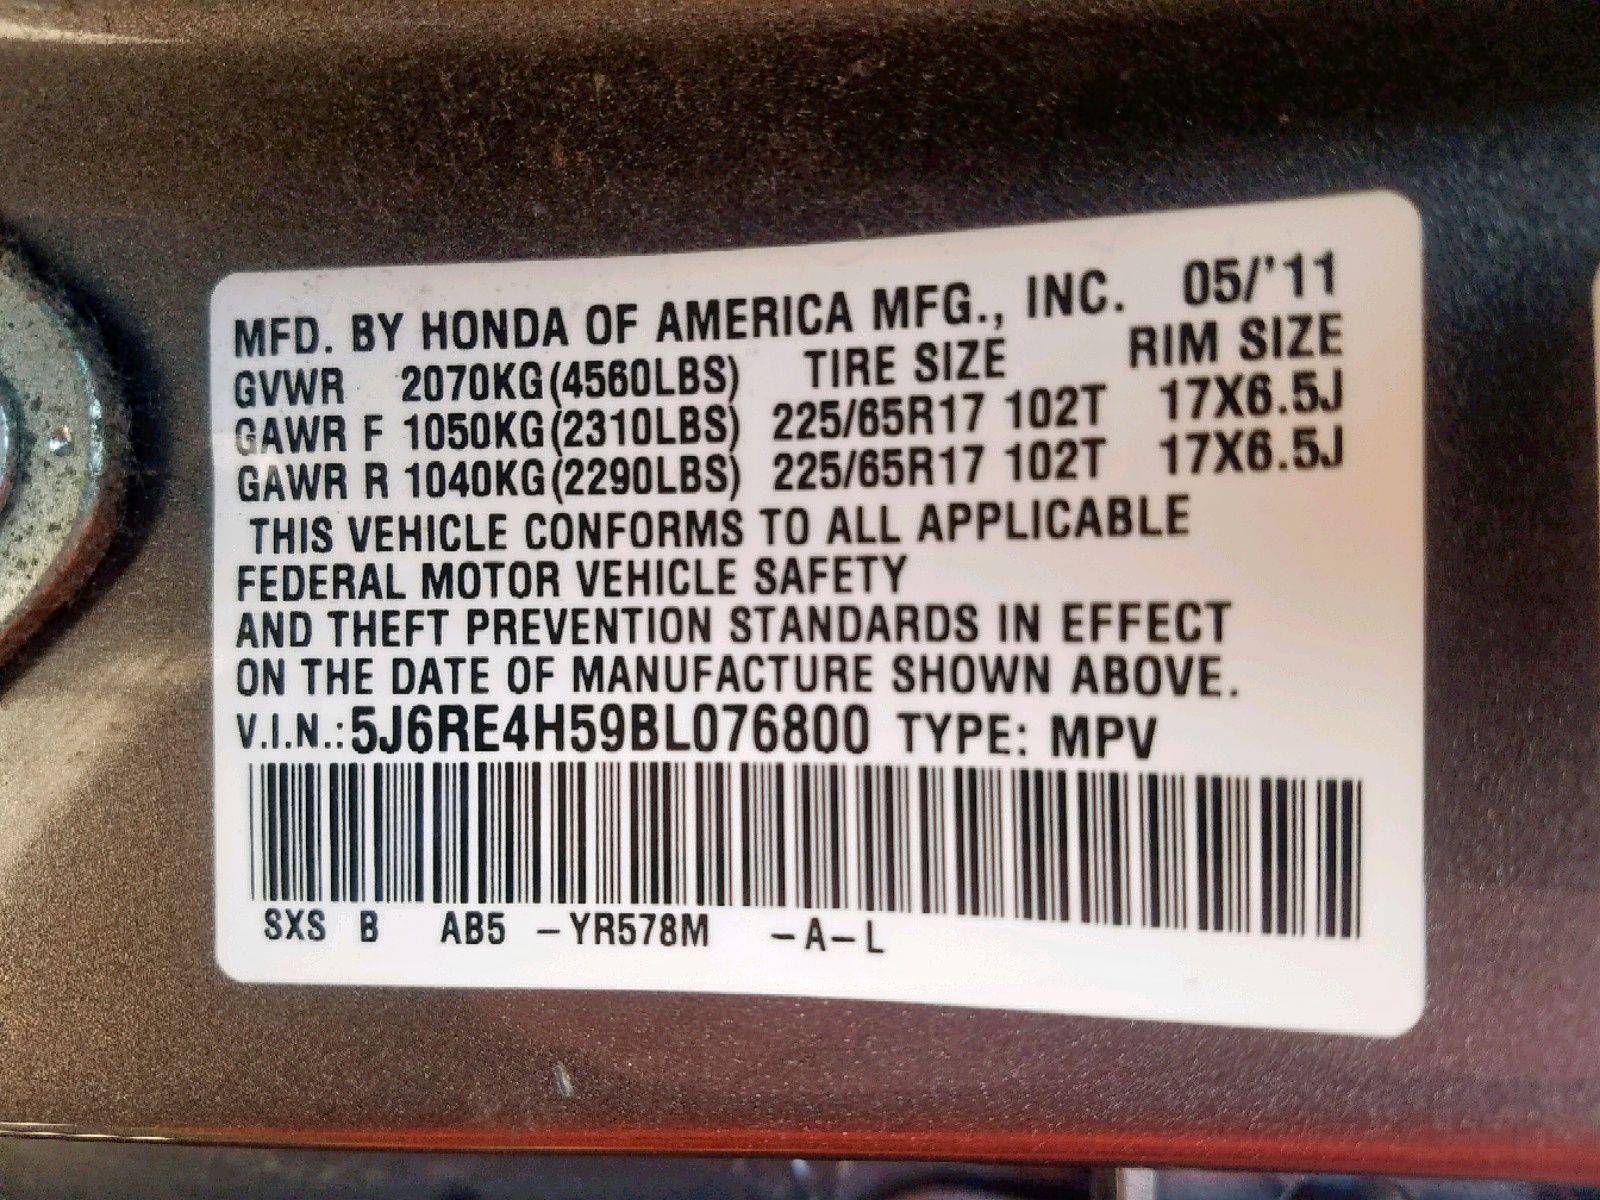 MFD. BY HONDA OF AMERICA MFG., INC. 05/'11
GVWR 2070KG(4560LBS) TIRE SIZE RIM SIZE
GAWR F 1050KG(2310LBS) 225/65R17 102T 17X6.5J
GAWR R 1040KG(2290LBS) 225/65R17 102T 17X6.5J
THIS VEHICLE CONFORMS TO ALL APPLICABLE
FEDERAL MOTOR VEHICLE SAFETY
AND THEFT PREVENTION STANDARDS IN EFFECT
ON THE DATE OF MANUFACTURE SHOWN ABOVE.
V.I.N.:5J6RE4H59BL076800 TYPE: MPV
SXS B AB5 -YR578M -A-L